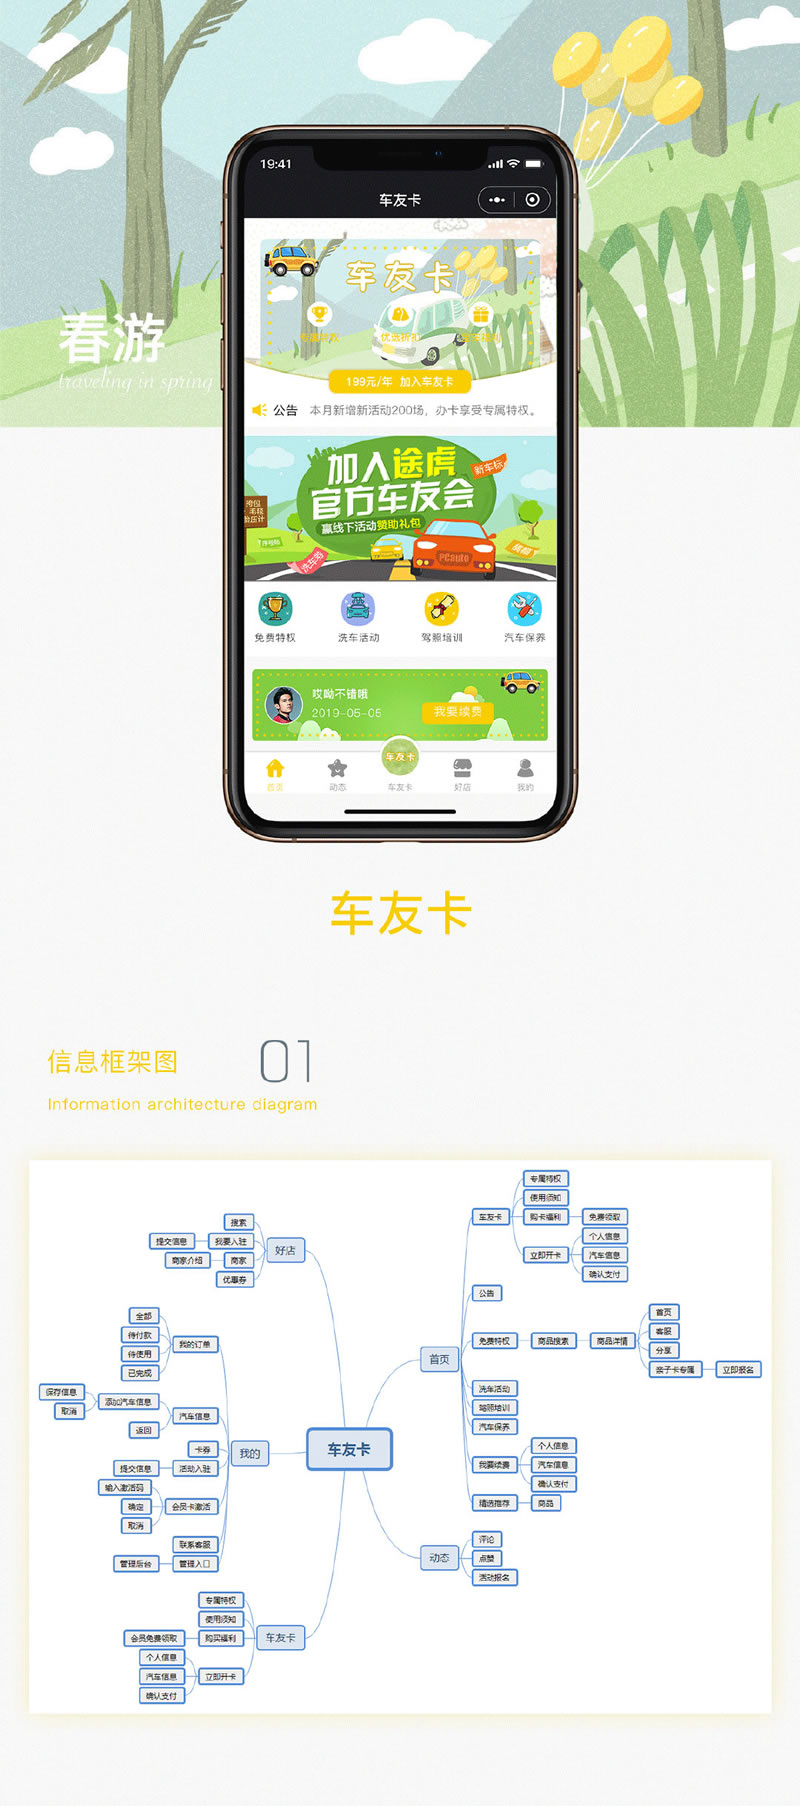 19:41
车友卡
车友卡
优选特权
199元/年 加入车友卡
公告 本月新增新活动200场，办卡享受专属特权。
春游
traveling in spring
加入途虎
官方车友会
赢线下活动赞助礼包
新车标
洗车券
PCauto
免费特权 洗车活动 驾照培训 汽车保养
哎呦不错哦
2019-05-05
我要续费
车友卡
首页 动态 车友卡 好店 我的
车友卡
信息框架图 01
Information architecture diagram
车友卡
好店
搜索
我要入驻
提交信息
商家
商家介绍
优惠券
我的
我的订单
全部
待付款
待使用
已完成
汽车信息
添加汽车信息
保存信息
取消
返回
卡券
活动入驻
提交信息
会员卡激活
输入激活码
确定
取消
联系客服
管理入口
管理后台
车友卡
专属特权
使用须知
购买福利
会员免费领取
立即开卡
个人信息
汽车信息
确认支付
首页
车友卡
专属特权
使用须知
购卡福利
免费领取
立即开卡
个人信息
汽车信息
确认支付
公告
免费特权
商品搜索
商品详情
首页
客服
分享
亲子卡专属
立即报名
洗车活动
驾照培训
汽车保养
我要续费
个人信息
汽车信息
确认支付
精选推荐
商品
动态
评论
点赞
活动报名